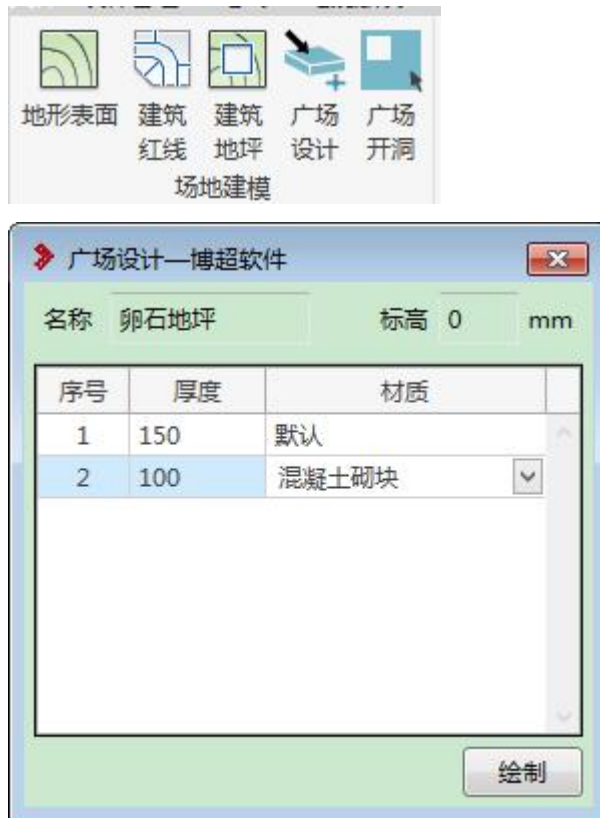 地形表面 建筑 建筑 广场 广场
红线 地坪 设计 开洞
场地建模
广场设计—博超软件
名称 卵石地坪 标高 0 mm
序号 厚度 材质
1 150 默认
2 100 混凝土砌块
绘制